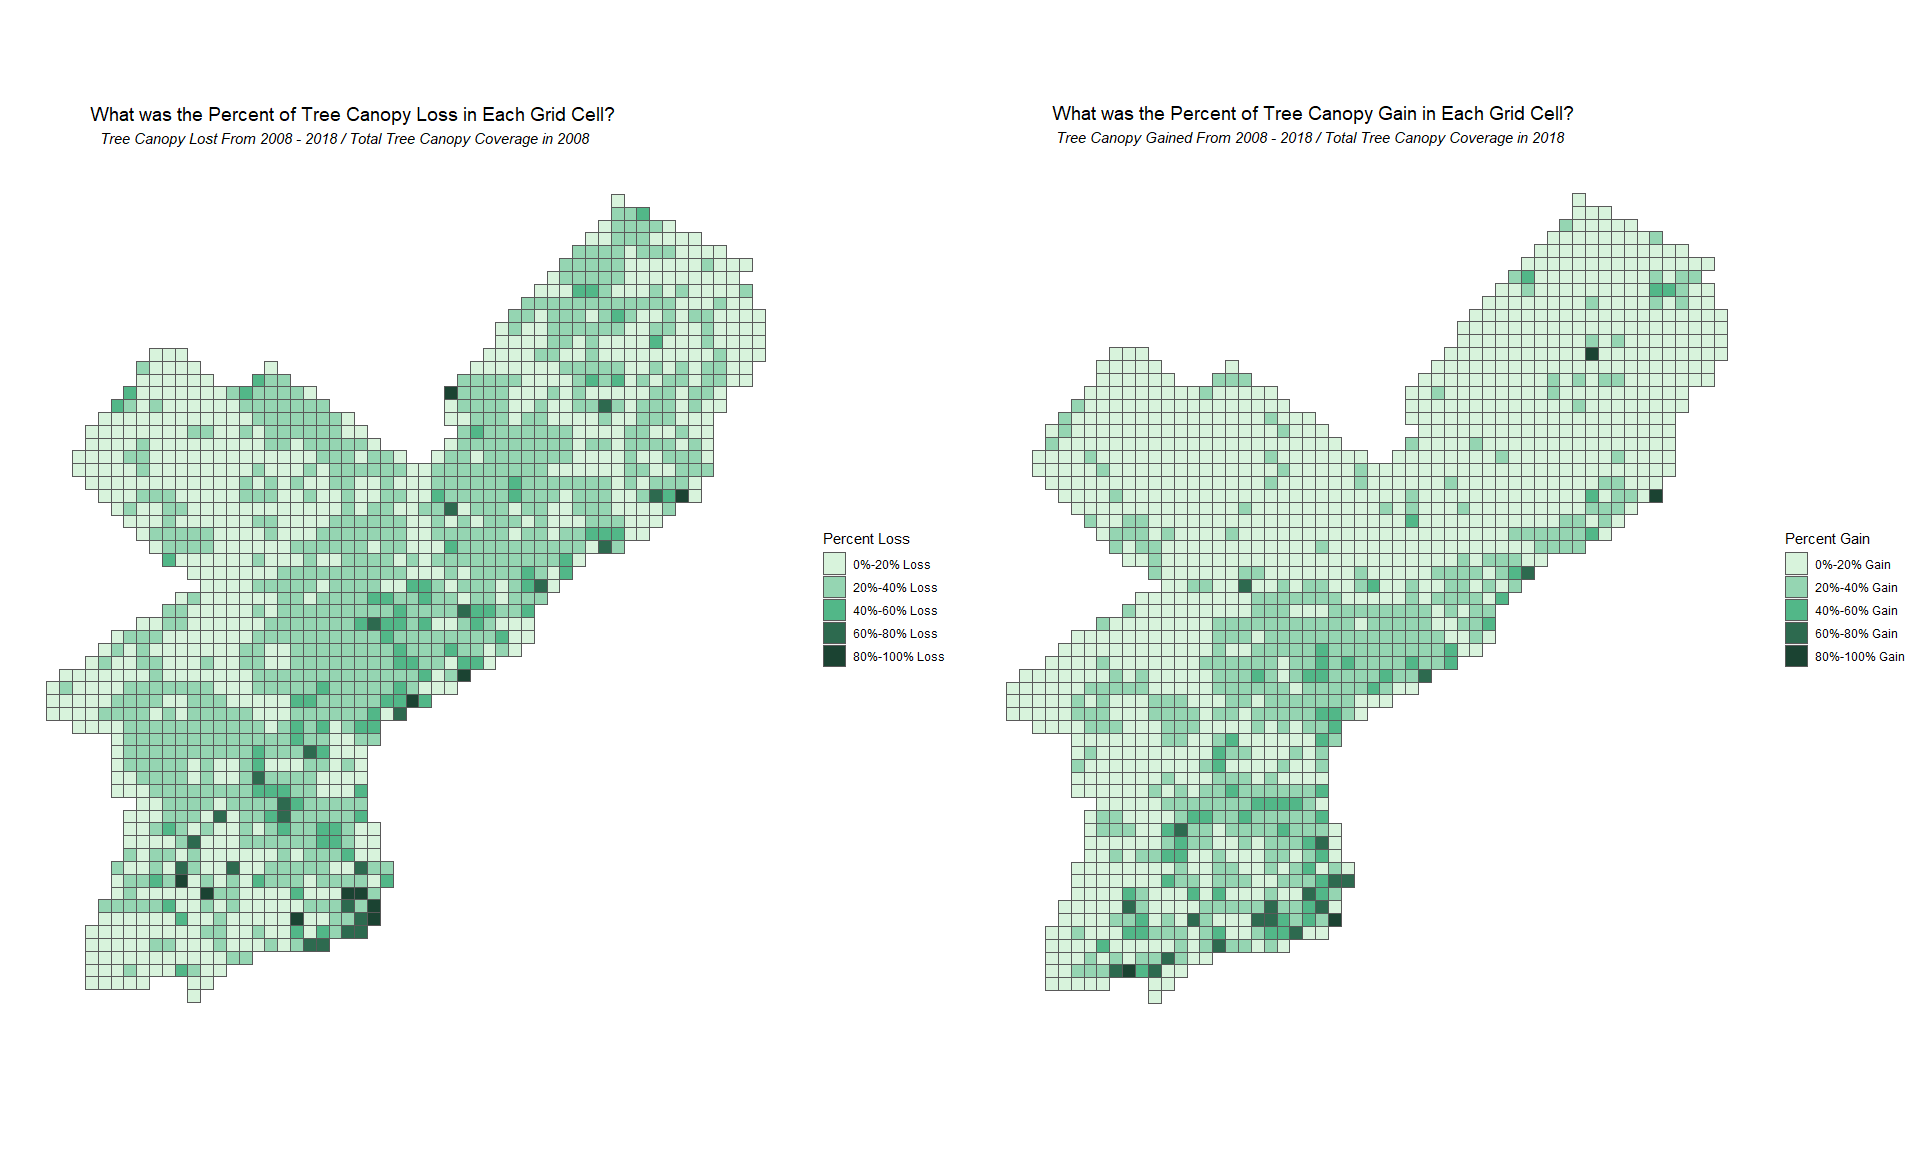 What was the Percent of Tree Canopy Loss in Each Grid Cell?
Tree Canopy Lost From 2008 - 2018 / Total Tree Canopy Coverage in 2008
Percent Loss
0%-20% Loss
20%-40% Loss
40%-60% Loss
60%-80% Loss
80%-100% Loss
What was the Percent of Tree Canopy Gain in Each Grid Cell?
Tree Canopy Gained From 2008 - 2018 / Total Tree Canopy Coverage in 2018
Percent Gain
0%-20% Gain
20%-40% Gain
40%-60% Gain
60%-80% Gain
80%-100% Gain